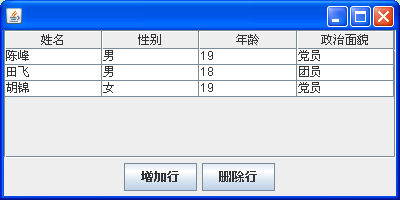 姓名 性别 年龄 政治面貌
陈峰 男 19 党员
田飞 男 18 团员
胡锦 女 19 党员
增加行 删除行